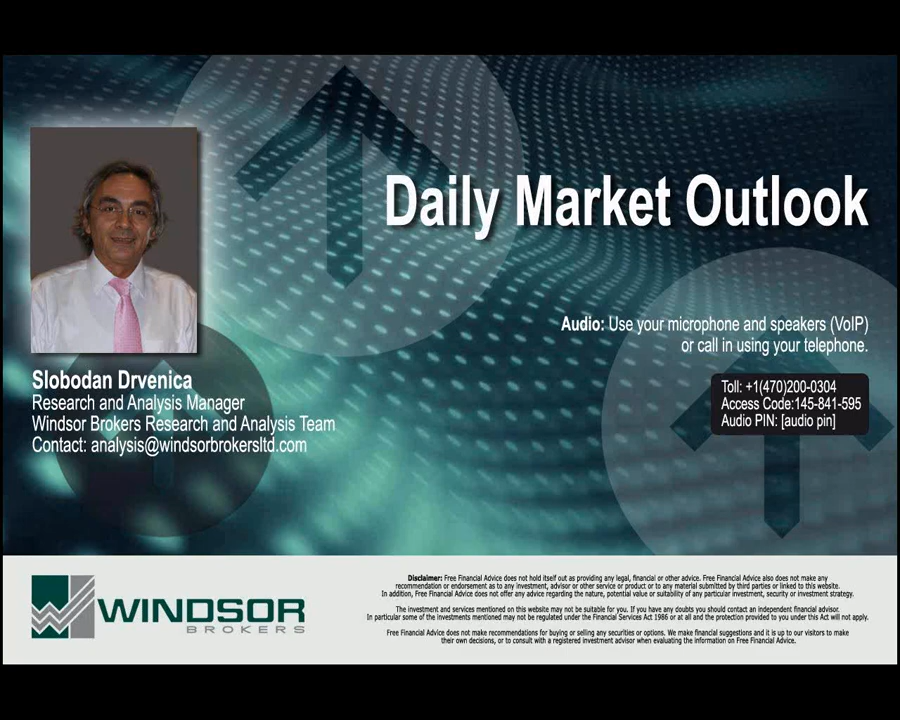 Daily Market Outlook
Audio: Use your microphone and speakers (VoIP)
or call in using your telephone.
Toll: +1(470)200-0304
Access Code:145-841-595
Audio PIN: [audio pin]
Slobodan Drvenica
Research and Analysis Manager
Windsor Brokers Research and Analysis Team
Contact: analysis@windsorbrokersltd.com
WINDSOR
BROKERS
Disclaimer: Free Financial Advice does not hold itself out as providing any legal, financial or other advice. Free Financial Advice also does not make any
recommendation or endorsement as to any investment, advisor or other service or product or to any material submitted by third parties or linked to this website.
In addition, Free Financial Advice does not offer any advice regarding the nature, potential value or suitability of any particular investment, security or investment strategy.
The investment and services mentioned on this website may not be suitable for you. If you have any doubts you should contact an independent financial advisor.
In particular some of the investments mentioned may not be regulated under the Financial Services Act 1986 or at all and the protection provided to you under this Act will not apply.
Free Financial Advice does not make recommendations for buying or selling any securities or options. We make financial suggestions and it is up to our visitors to make
their own decisions, or to consult with a registered investment advisor when evaluating the information on Free Financial Advice.